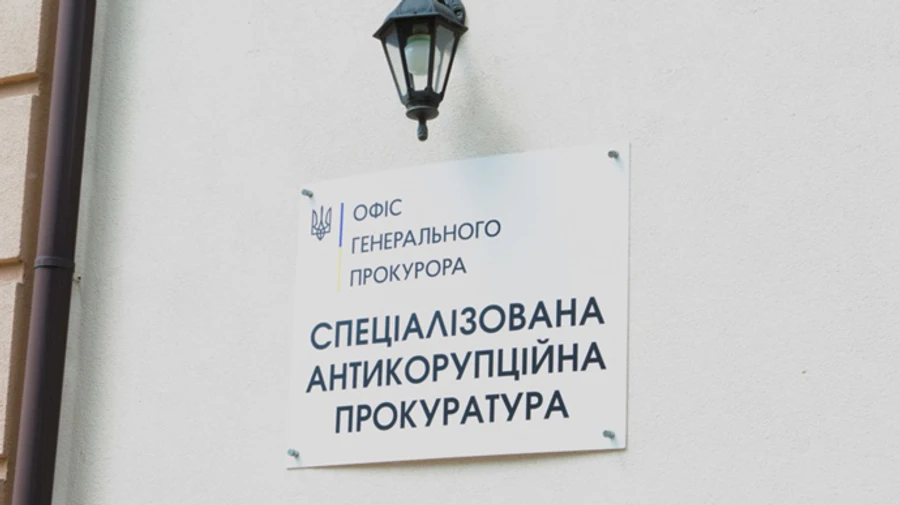 ОФІС
ГЕНЕРАЛЬНОГО
ПРОКУРОРА
СПЕЦІАЛІЗОВАНА
АНТИКОРУПЦІЙНА
ПРОКУРАТУРА